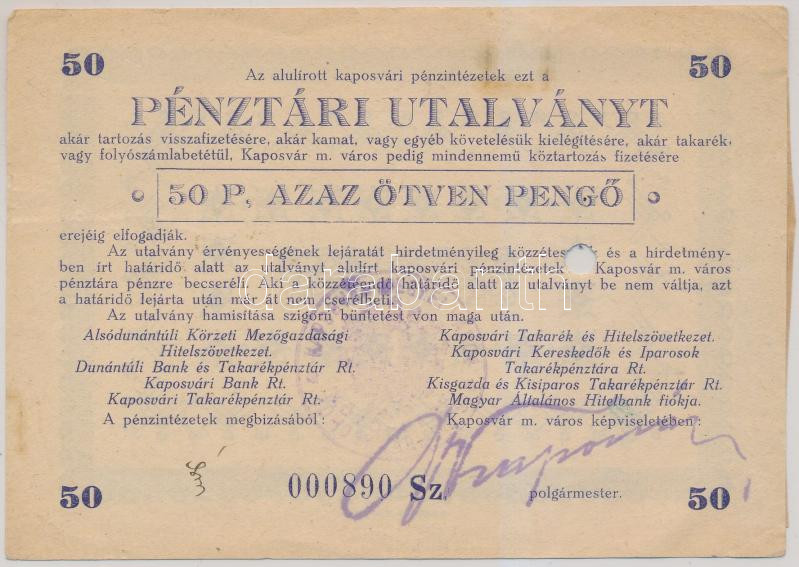 50 50
Az alulírott kaposvári pénzintézetek ezt a
PÉNZTÁRI UTALVÁNYT
akár tartozás visszafizetésére, akár kamat, vagy egyéb követelésük kielégítésére, akár takarék-
vagy folyószámlabetétül, Kaposvár m. város pedig mindennemű köztartozás fizetésére
50 P, AZAZ ÖTVEN PENGŐ
erejéig elfogadják.
Az utalvány érvényességének lejáratát hirdetményileg közzétes k és a hirdetmény-
ben írt határidő alatt az utalványt alulírt kaposvári pénzintézetek Kaposvár m. város
pénztára pénzre becseréli. Aki a közzéteendő határidő alatt az utalványt be nem váltja, azt
a határidő lejárta után már át nem cserélheti.
Az utalvány hamisítása szigorú büntetést von maga után.
Alsódunántúli Körzeti Mezőgazdasági Kaposvári Takarék és Hitelszövetkezet.
Hitelszövetkezet. Kaposvári Kereskedők és Iparosok
Dunántúli Bank és Takarékpénztár Rt. Takarékpénztára Rt.
Kaposvári Bank Rt. Kisgazda és Kisiparos Takarékpénztár Rt.
Kaposvári Takarékpénztár Rt. Magyar Általános Hitelbank fiókja.
A pénzintézetek megbízásából: Kaposvár m. város képviseletében:
000890 Sz.
polgármester.
50 50
darabanth